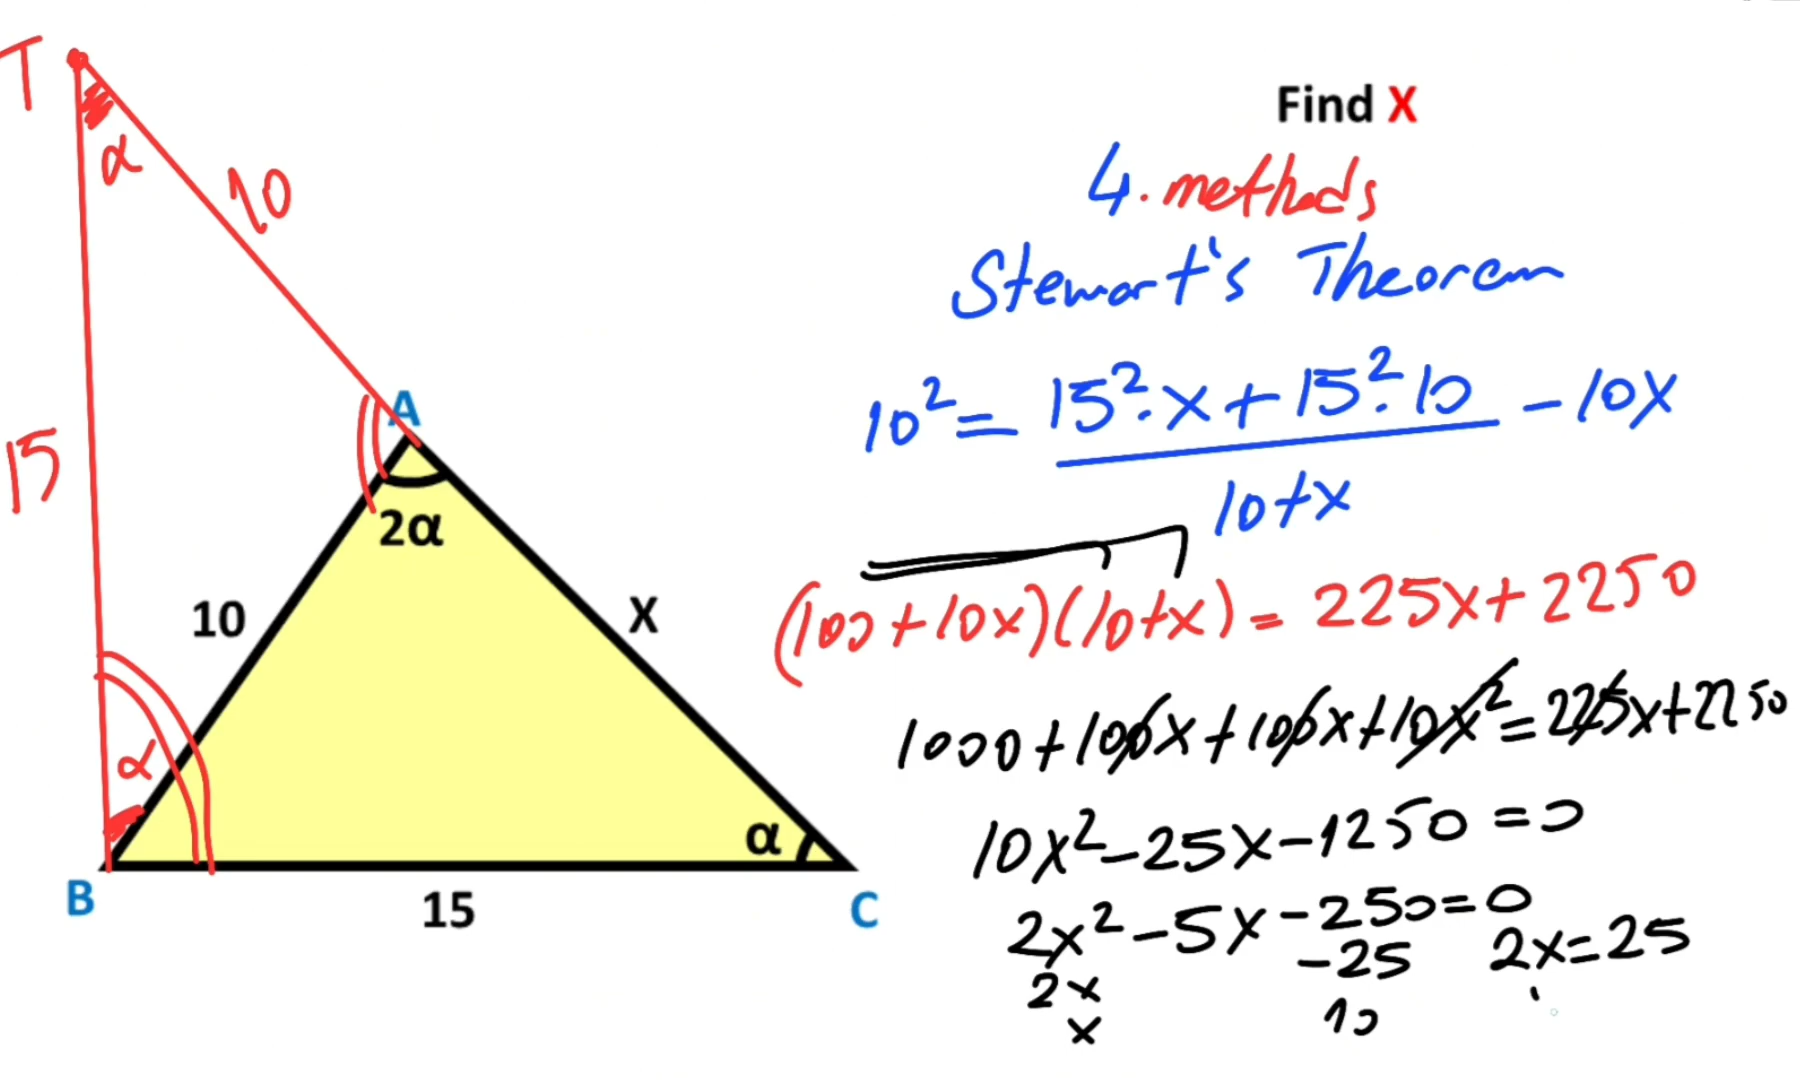 Find X
4. methods
Stewart's Theorem
10² = (15².x + 15².10)/(10+x) - 10x
(100+10x)(10+x) = 225x+2250
1000+100x+100x+10x²=225x+2250
10x²-25x-1250=0
2x²-5x-250=0
2x -25 2x=25
x 10
T
α
10
15
A
2α
10
X
α
α
B
15
C